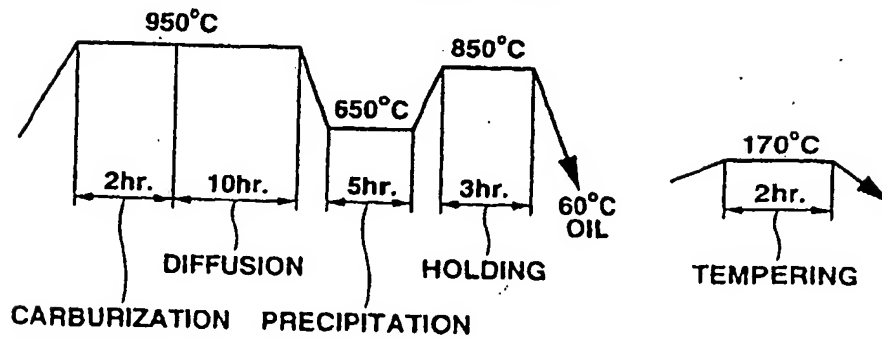 950°C
850°C
650°C
170°C
2hr.
10hr.
5hr.
3hr.
2hr.
60°C
OIL
DIFFUSION
HOLDING
TEMPERING
CARBURIZATION
PRECIPITATION